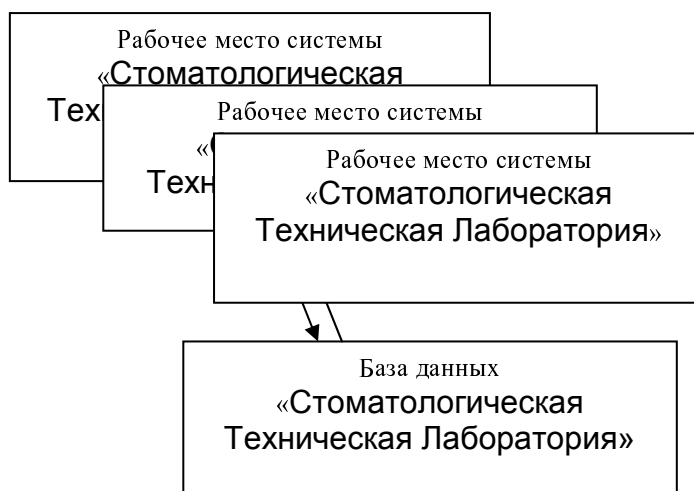 Рабочее место системы
«Стоматологическая
Тех
Рабочее место системы
«
Техн
Рабочее место системы
«Стоматологическая
Техническая Лаборатория»
База данных
«Стоматологическая
Техническая Лаборатория»